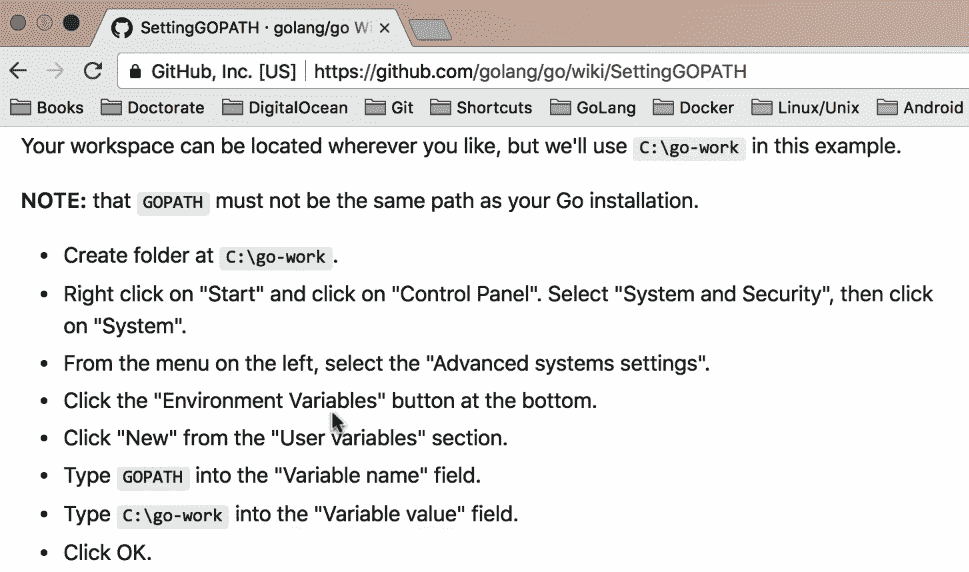 SettingGOPATH · golang/go Wi
GitHub, Inc. [US] | https://github.com/golang/go/wiki/SettingGOPATH
Books Doctorate DigitalOcean Git Shortcuts GoLang Docker Linux/Unix Android
Your workspace can be located wherever you like, but we'll use C:\go-work in this example.
NOTE: that GOPATH must not be the same path as your Go installation.
• Create folder at C:\go-work.
• Right click on "Start" and click on "Control Panel". Select "System and Security", then click
on "System".
• From the menu on the left, select the "Advanced systems settings".
• Click the "Environment Variables" button at the bottom.
• Click "New" from the "User variables" section.
• Type GOPATH into the "Variable name" field.
• Type C:\go-work into the "Variable value" field.
• Click OK.